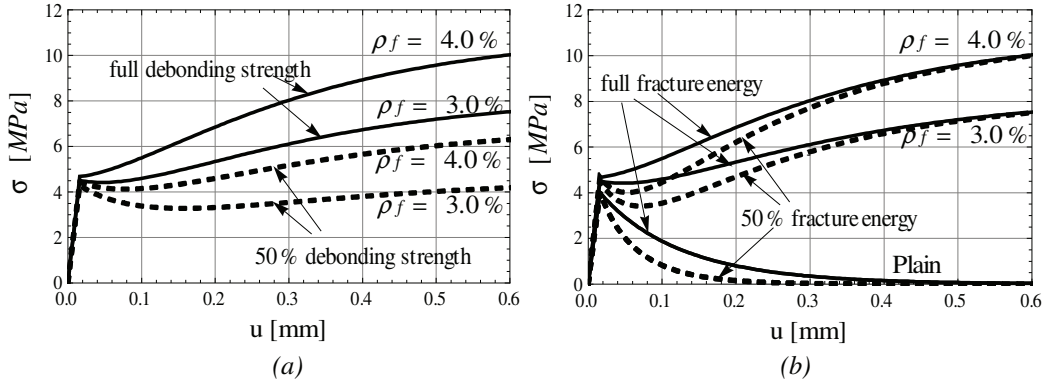 12
10
8
6
4
2
0
σ [MPa]
ρf = 4.0 %
full debonding strength
ρf = 3.0 %
ρf = 4.0 %
ρf = 3.0 %
50 % debonding strength
0.0 0.1 0.2 0.3 0.4 0.5 0.6
u [mm]
(a)
12
10
8
6
4
2
0
σ [MPa]
ρf = 4.0 %
full fracture energy
ρf = 3.0 %
50 % fracture energy
Plain
0.0 0.1 0.2 0.3 0.4 0.5 0.6
u [mm]
(b)